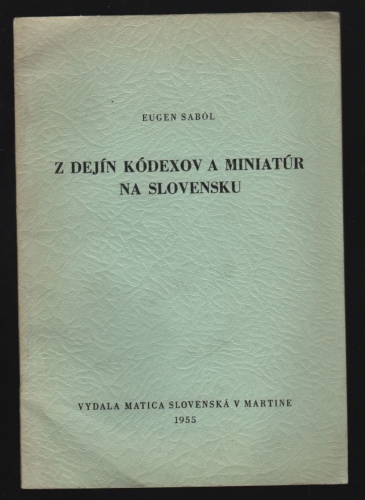 EUGEN SABOL
Z DEJÍN KÓDEXOV A MINIATÚR
NA SLOVENSKU
VYDALA MATICA SLOVENSKÁ V MARTINE
1955